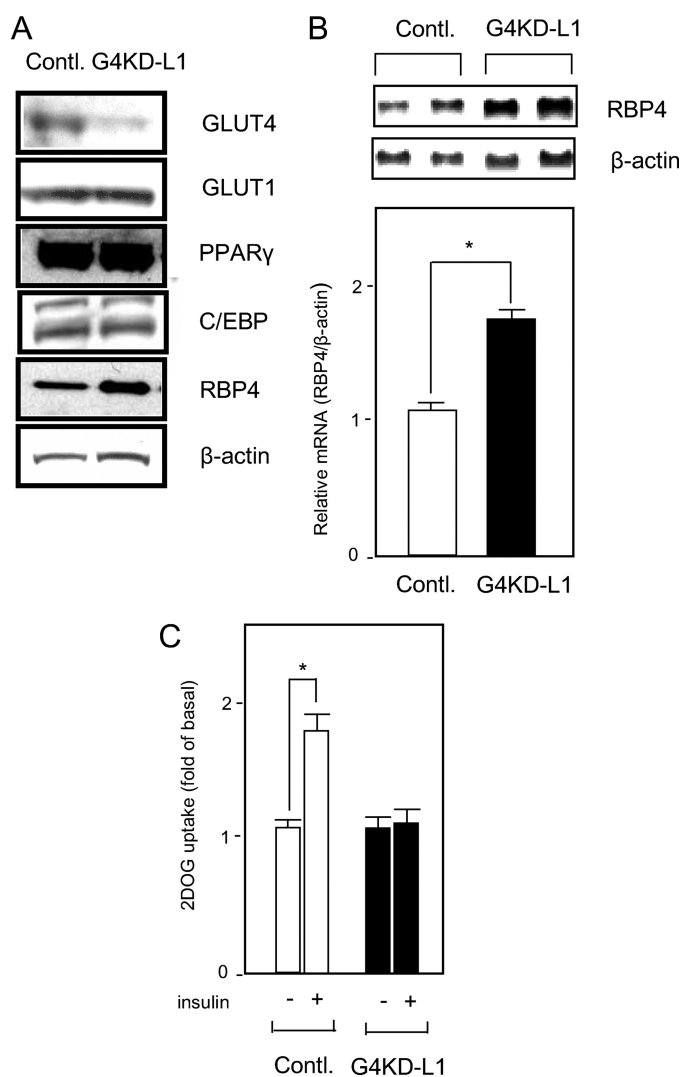 A
Contl. G4KD-L1
GLUT4
GLUT1
PPARγ
C/EBP
RBP4
β-actin
B
Contl. G4KD-L1
RBP4
β-actin
Relative mRNA (RBP4/β-actin)
2
1
0
*
Contl. G4KD-L1
C
2DOG uptake (fold of basal)
2
1
0
*
insulin - + - +
Contl. G4KD-L1